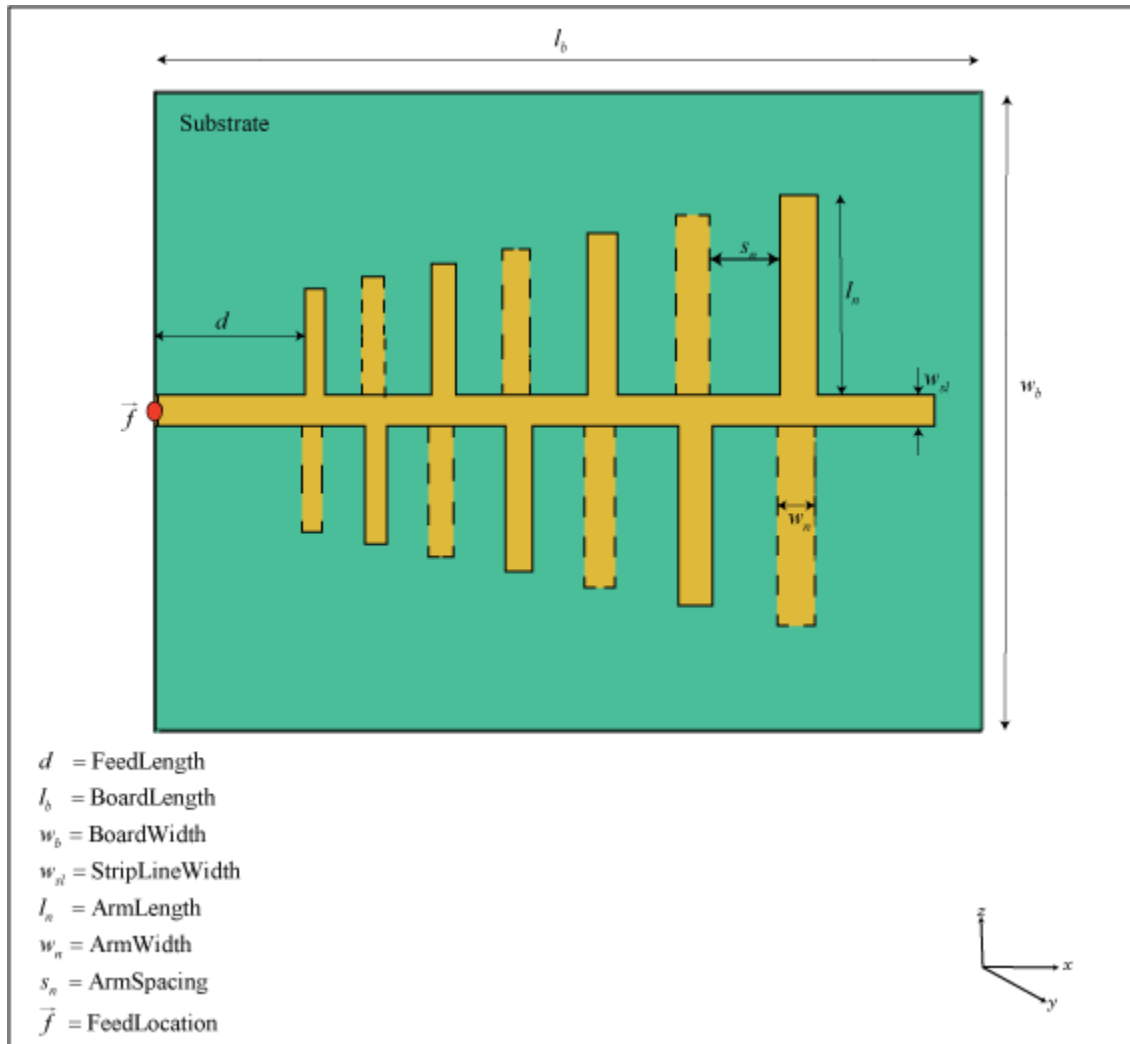 l_b
Substrate
s_n
l_n
d
w_sl
w_b
f⃗
w_n
d = FeedLength
l_b = BoardLength
w_b = BoardWidth
w_sl = StripLineWidth
l_n = ArmLength
w_n = ArmWidth
s_n = ArmSpacing
f⃗ = FeedLocation
z
x
y